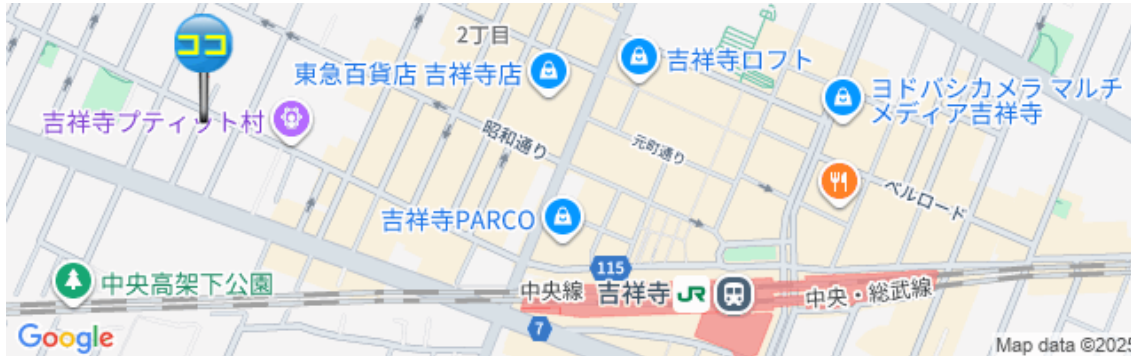 2丁目
ココ
東急百貨店 吉祥寺店
吉祥寺ロフト
ヨドバシカメラ マルチ
メディア吉祥寺
吉祥寺プティット村
昭和通り
元町通り
ベルロード
吉祥寺PARCO
115
中央高架下公園
中央線
吉祥寺
JR
中央・総武線
7
Google
Map data ©2025